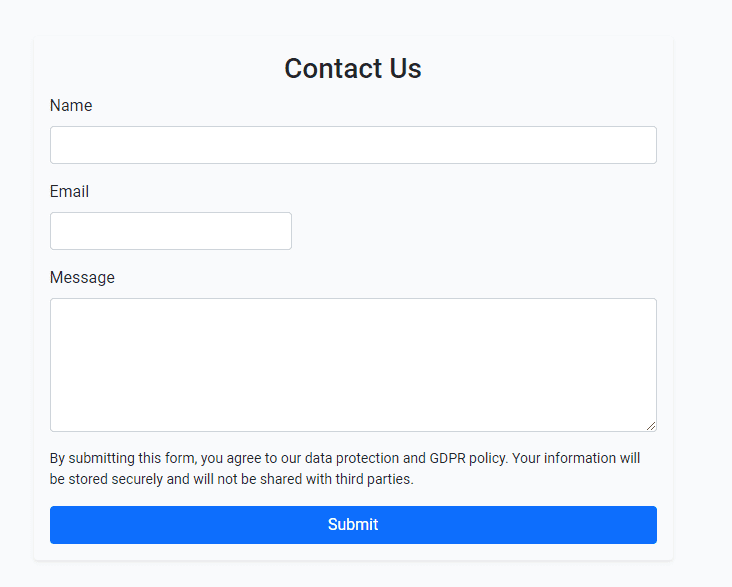 Contact Us
Name
Email
Message
By submitting this form, you agree to our data protection and GDPR policy. Your information will
be stored securely and will not be shared with third parties.
Submit